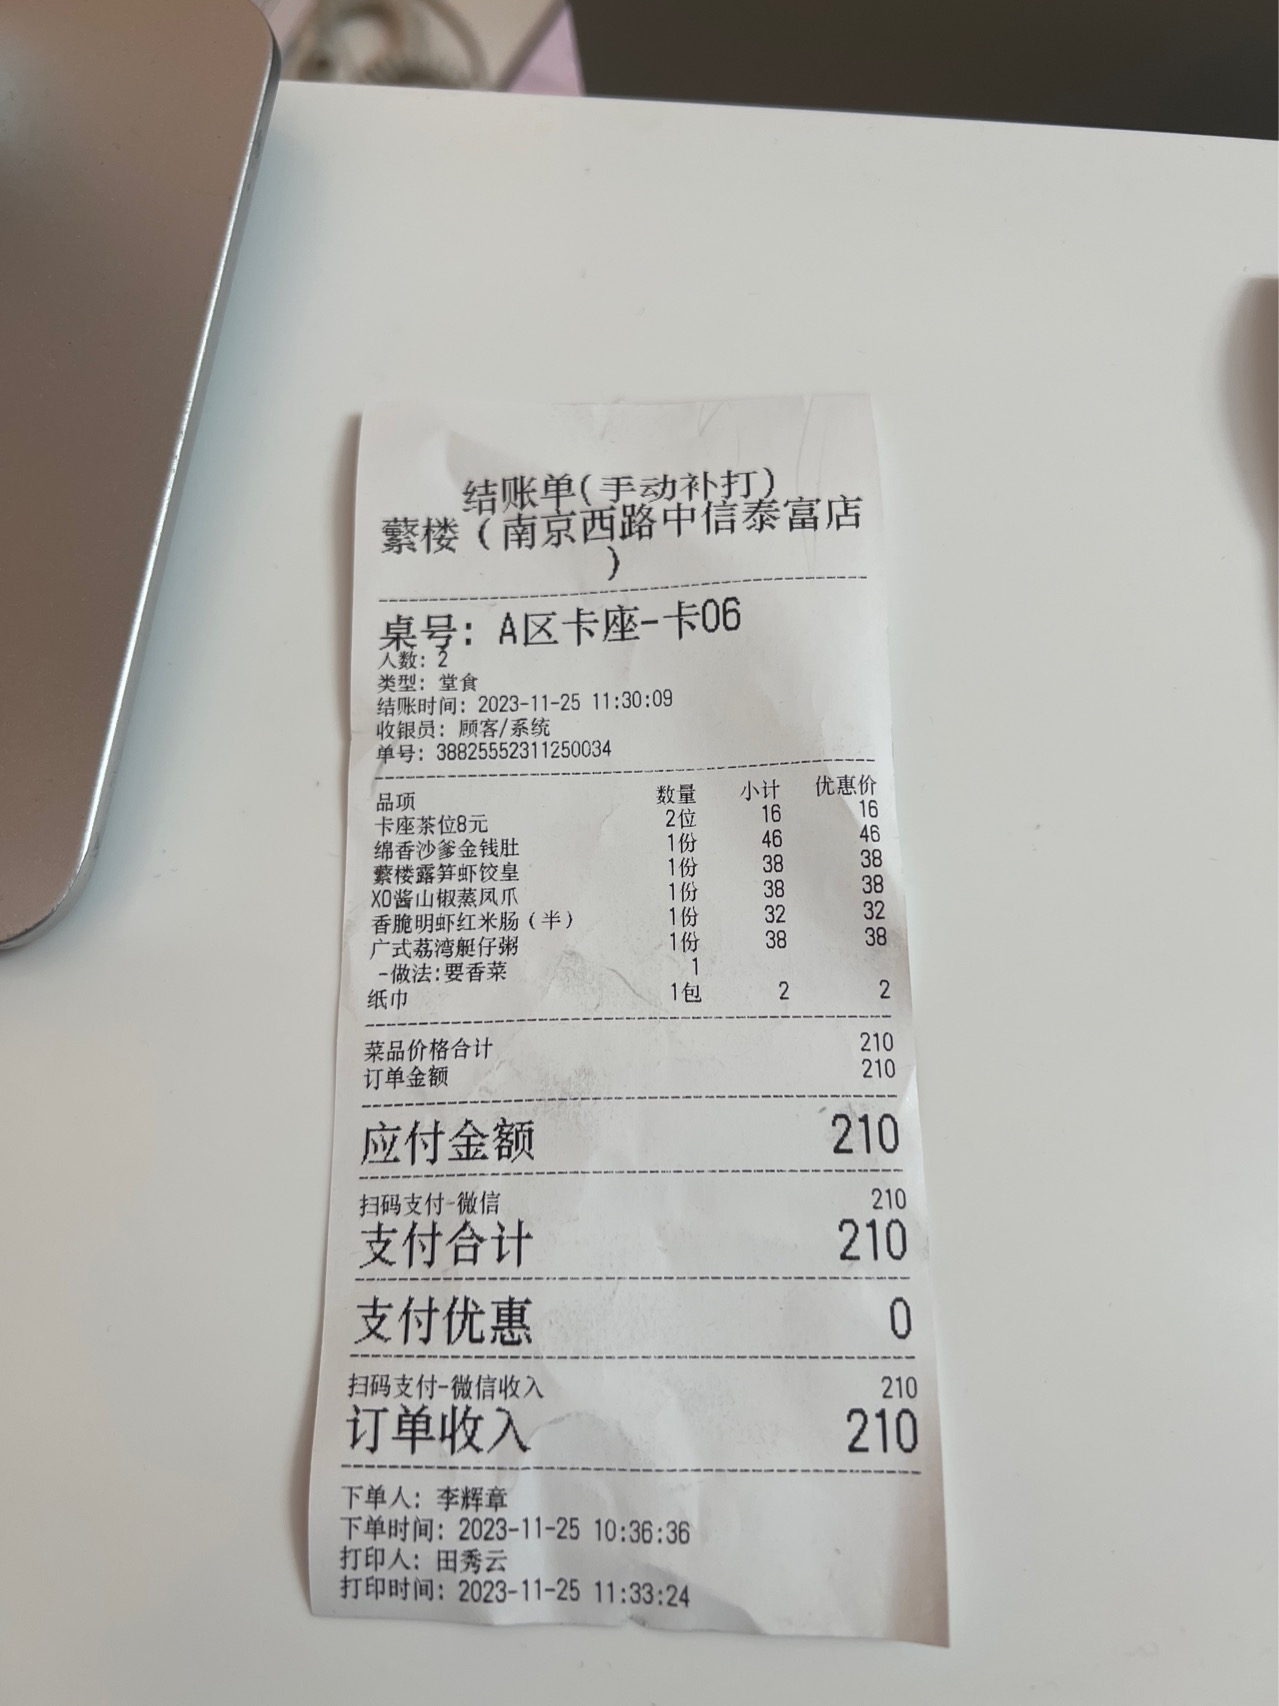 结账单(手动补打)
蘩楼（南京西路中信泰富店
）
桌号: A区卡座-卡06
人数: 2
类型: 堂食
结账时间: 2023-11-25 11:30:09
收银员: 顾客/系统
单号: 38825552311250034
品项 数量 小计 优惠价
卡座茶位8元 2位 16 16
绵香沙爹金钱肚 1份 46 46
蘩楼露笋虾饺皇 1份 38 38
XO酱山椒蒸凤爪 1份 38 38
香脆明虾红米肠（半） 1份 32 32
广式荔湾艇仔粥 1份 38 38
-做法:要香菜 1
纸巾 1包 2 2
菜品价格合计 210
订单金额 210
应付金额 210
扫码支付-微信 210
支付合计 210
支付优惠 0
扫码支付-微信收入 210
订单收入 210
下单人: 李辉章
下单时间: 2023-11-25 10:36:36
打印人: 田秀云
打印时间: 2023-11-25 11:33:24